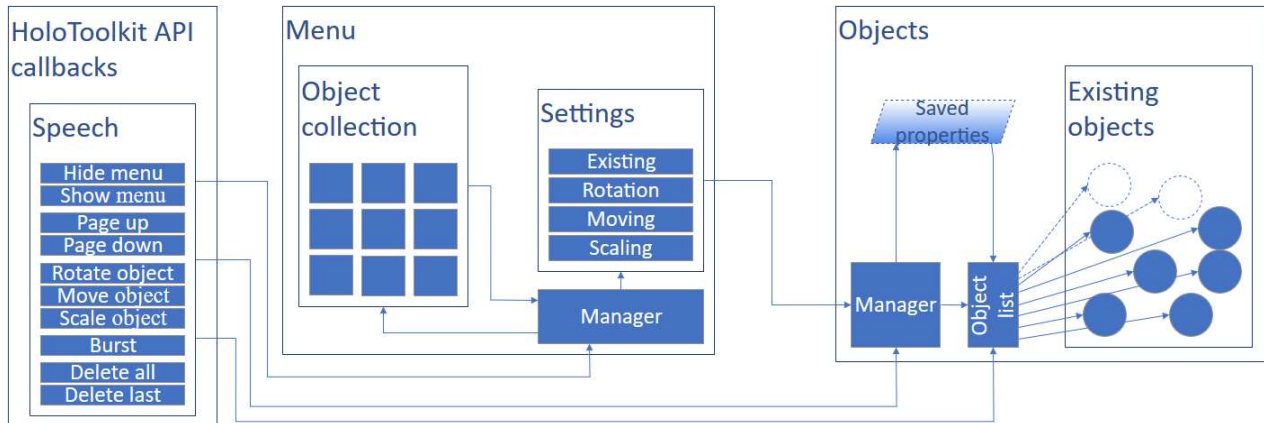 HoloToolkit API
callbacks
Speech
Hide menu
Show menu
Page up
Page down
Rotate object
Move object
Scale object
Burst
Delete all
Delete last
Menu
Object
collection
Settings
Existing
Rotation
Moving
Scaling
Manager
Objects
Saved
properties
Manager
Object
list
Existing
objects